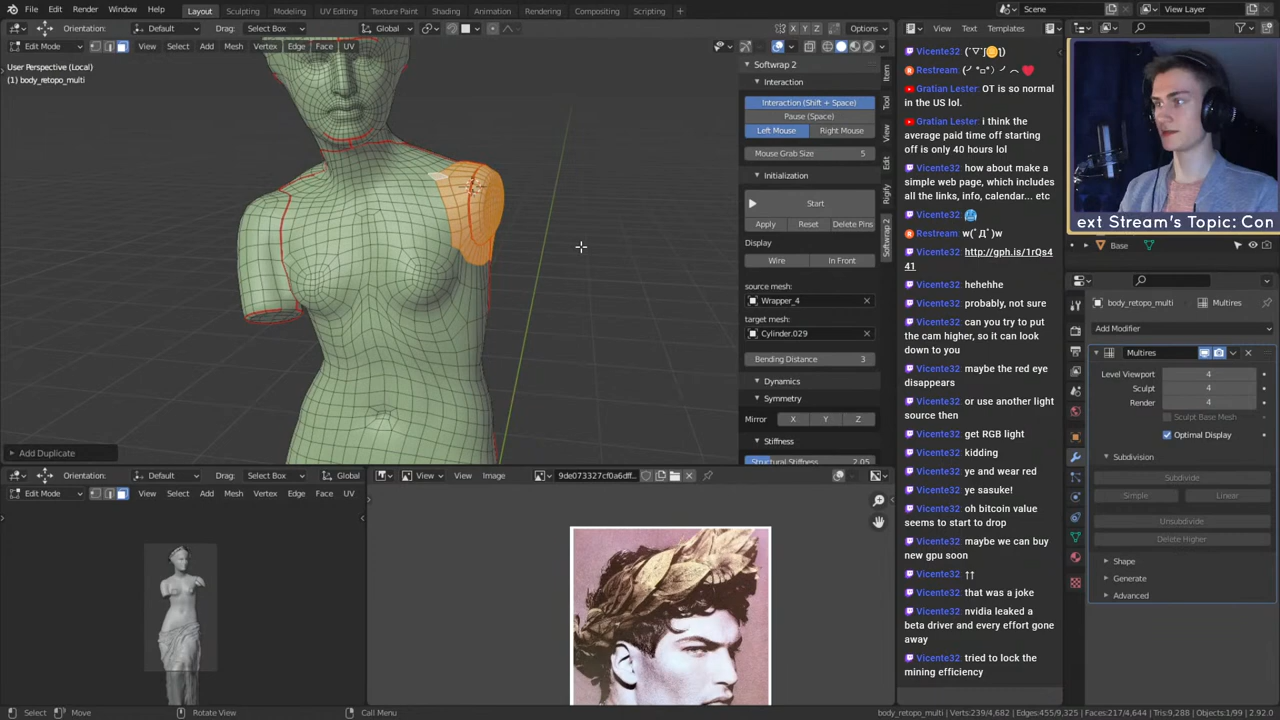 File Edit Render Window Help
Layout Sculpting Modeling UV Editing Texture Paint Shading Animation Rendering Compositing Scripting +
Scene
View Layer
Orientation: Default Drag: Select Box Global Options
Edit Mode View Select Add Mesh Vertex Edge Face UV
User Perspective (Local)
(1) body_retopo_multi
X Y Z
Softwrap 2
Interaction
Interaction (Shift + Space)
Pause (Space)
Left Mouse Right Mouse
Mouse Grab Size 5
Initialization
Start
Apply Reset Delete Pins
Display
Wire In Front
source mesh:
Wrapper_4
target mesh:
Cylinder.029
Bending Distance 3
Dynamics
Symmetry
Mirror X Y Z
Stiffness
Structural Stiffness 2.05
Item
Tool
View
Edit
Rigify
Softwrap 2
Add Duplicate
Orientation: Default Drag: Select Box Global
Edit Mode View Select Add Mesh Vertex Edge Face UV
View View Image 9de073327cf0a6dff..
View Text Templates
Vicente32:
Restream:
Gratian Lester: OT is so normal
in the US lol.
Gratian Lester: i think the
average paid time off starting
off is only 40 hours lol
Vicente32: how about make a
simple web page, which includes
all the links, info, calendar... etc
Vicente32:
Restream: w(ﾟДﾟ)w
Vicente32: http://gph.is/1rQs4
41
Vicente32: hehehhe
Vicente32: probably, not sure
Vicente32: can you try to put
the cam higher, so it can look
down to you
Vicente32: maybe the red eye
disappears
Vicente32: or use another light
source then
Vicente32: get RGB light
Vicente32: kidding
Vicente32: ye and wear red
Vicente32: ye sasuke!
Vicente32: oh bitcoin value
seems to start to drop
Vicente32: maybe we can buy
new gpu soon
Vicente32: ↑↑
Vicente32: that was a joke
Vicente32: nvidia leaked a
beta driver and every effort gone
away
Vicente32: tried to lock the
mining efficiency
ext Stream's Topic: Con
Base
body_retopo_multi Multires
Add Modifier
Multires
Level Viewport 4
Sculpt 4
Render 4
Sculpt Base Mesh
Optimal Display
Subdivision
Subdivide
Simple Linear
Unsubdivide
Delete Higher
Shape
Generate
Advanced
Select Move Rotate View Call Menu
body_retopo_multi Verts:239/4,682 Edges:455/9,325 Faces:217/4,644 Tris:9,288 Objects:1/99 2.92.0